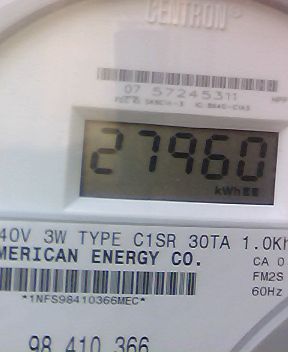 CENTRON®
07 57245311
27960
kWh
40V 3W TYPE C1SR 30TA 1.0Kh
MERICAN ENERGY CO.
CA 0
FM2S
*1NFS98410366MEC*
60Hz
98 410 366